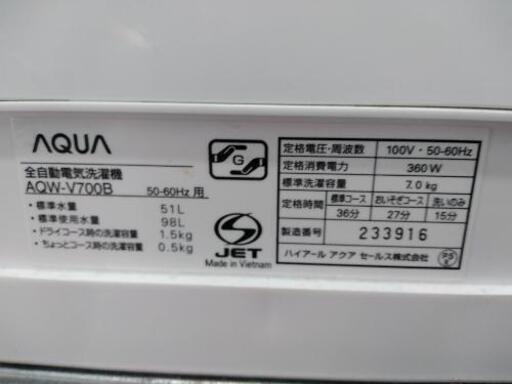 AQUA
全自動電気洗濯機
AQW-V700B 50-60Hz 用
・標準水量 51L
・標準使用水量 98L
・ドライコース時の洗濯容量 1.5kg
・ちょっとコース時の洗濯容量 0.5kg
G
S
JET
Made in Vietnam
定格電圧・周波数 100V・50-60Hz
定格消費電力 360W
標準洗濯容量 7.0kg
定格時間 標準コース おいそぎコース 洗いのみ
36分 27分 15分
製造番号 233916
ハイアール アクア セールス株式会社
PS
E